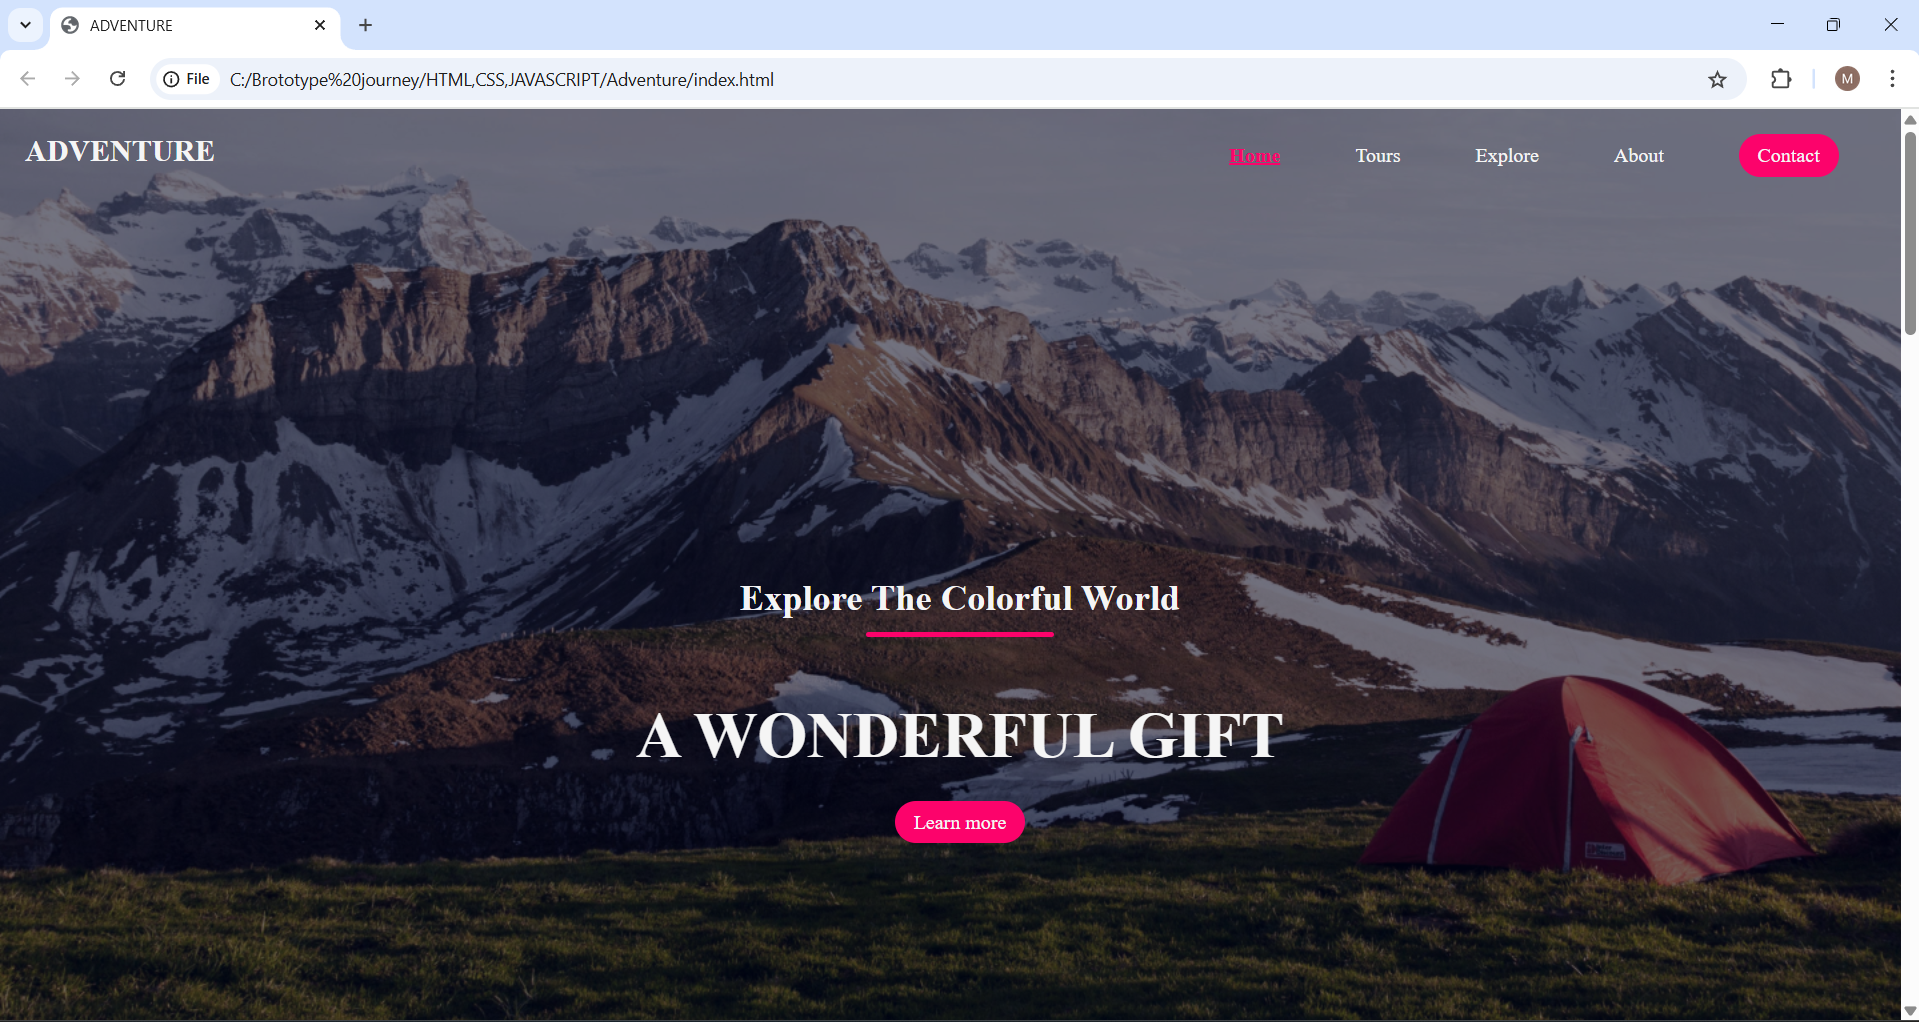 ADVENTURE
File C:/Brototype%20journey/HTML,CSS,JAVASCRIPT/Adventure/index.html
M
ADVENTURE
Home Tours Explore About Contact
Explore The Colorful World
A WONDERFUL GIFT
Learn more